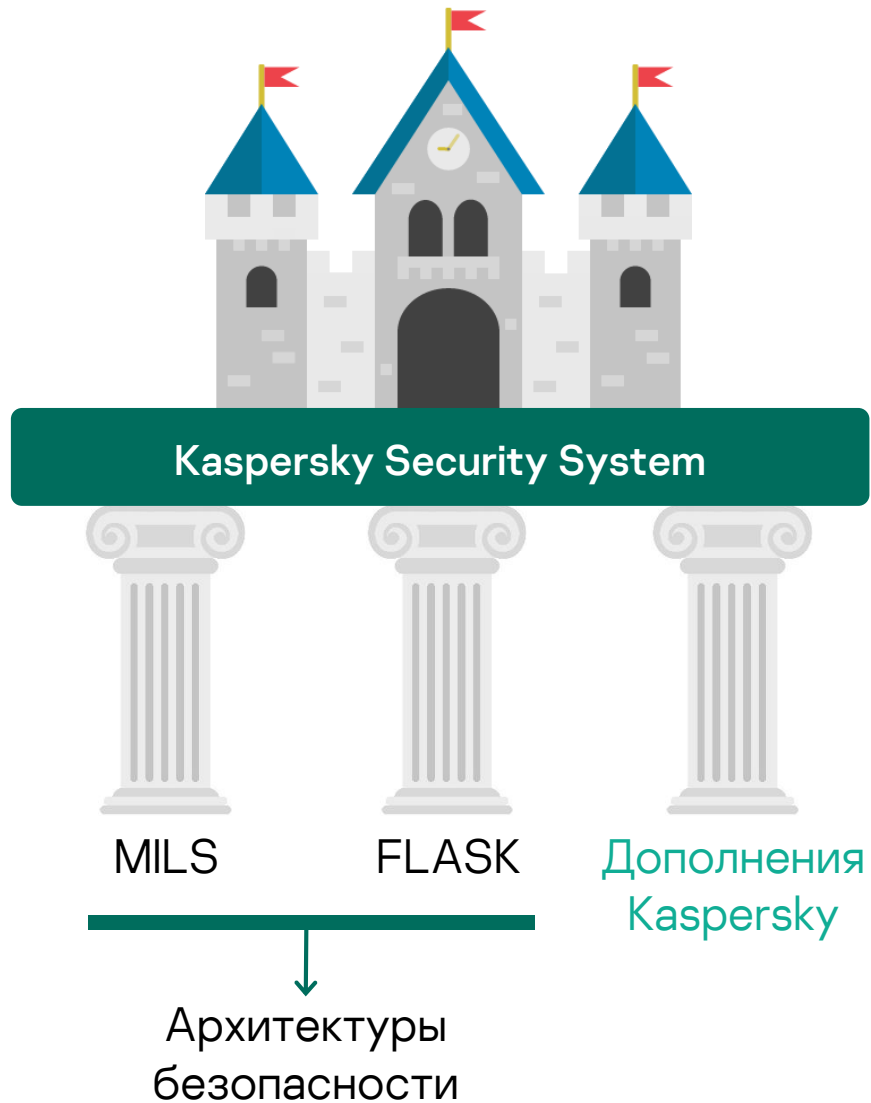 Kaspersky Security System
MILS
FLASK
Дополнения
Kaspersky
Архитектуры
безопасности